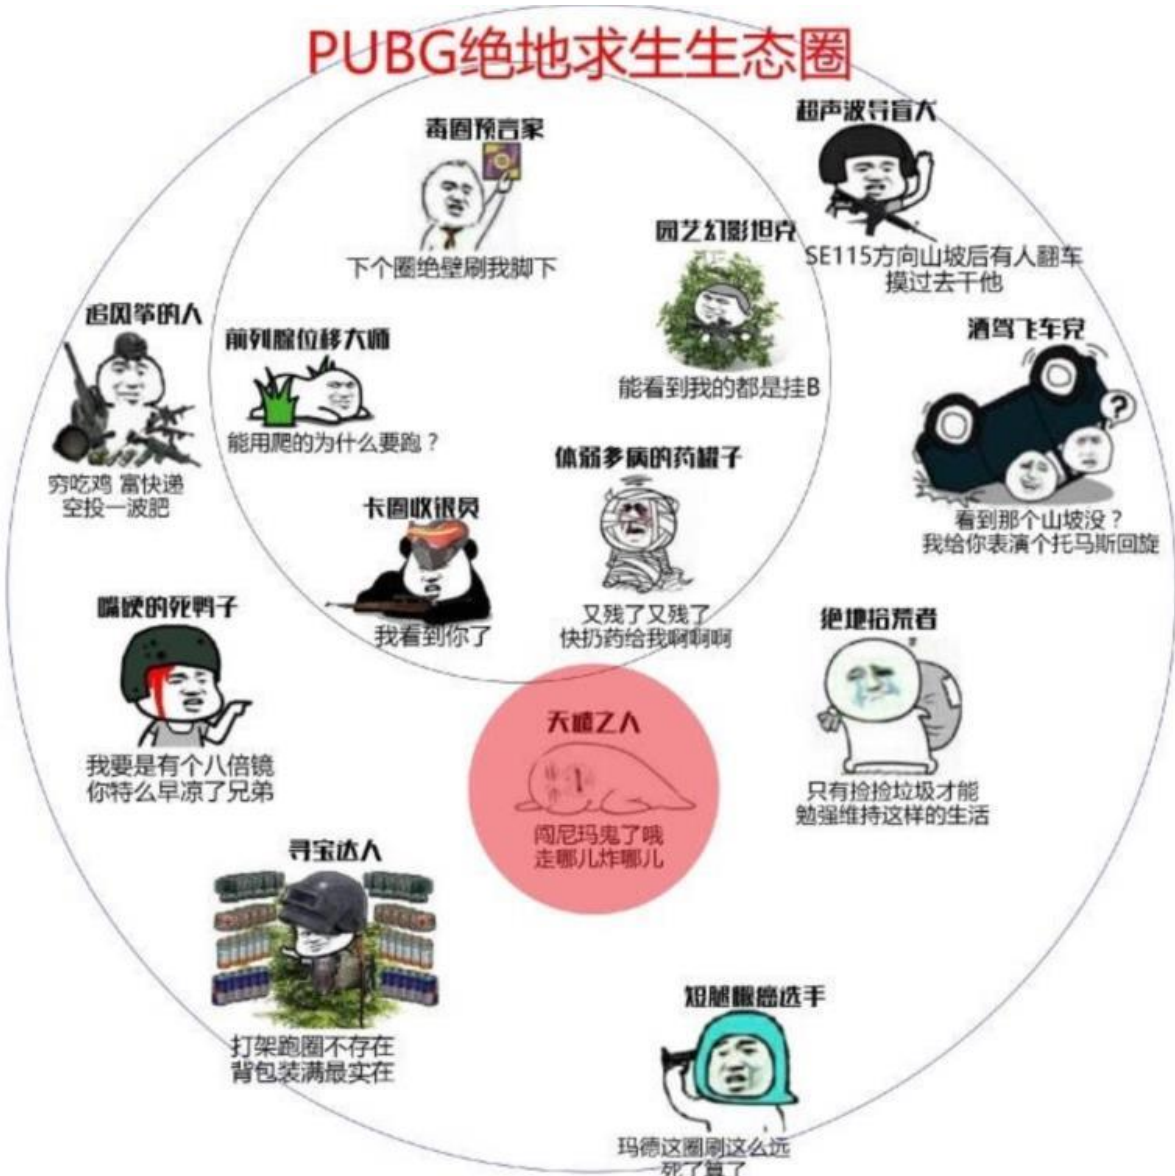 PUBG绝地求生生态圈
超声波导盲犬
SE115方向山坡后有人翻车
摸过去干他
毒圈预言家
下个圈绝壁刷我脚下
园艺幻影坦克
能看到我的都是挂B
追风筝的人
穷吃鸡 富快递
空投一波肥
前列腺位移大师
能用爬的为什么要跑？
酒驾飞车党
?
看到那个山坡没？
我给你表演个托马斯回旋
体弱多病的药罐子
又残了又残了
快扔药给我啊啊啊
卡圈收银员
我看到你了
嘴硬的死鸭子
我要是有个八倍镜
你特么早凉了兄弟
绝地拾荒者
只有捡捡垃圾才能
勉强维持这样的生活
天谴之人
闯尼玛鬼了哦
走哪儿炸哪儿
寻宝达人
打架跑圈不存在
背包装满最实在
短腿癌选手
玛德这圈刷这么远
死了算了